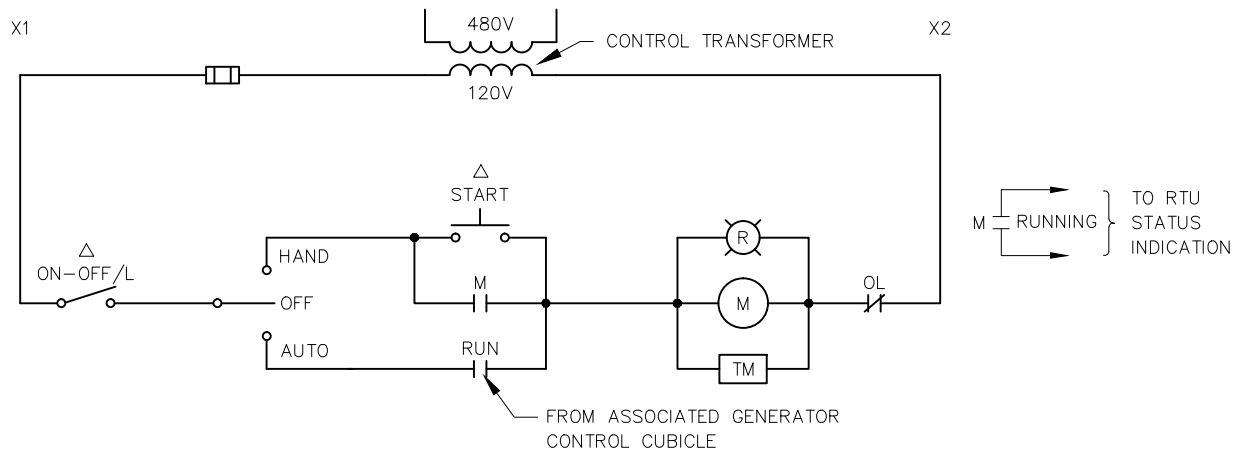 X1
480V
X2
CONTROL TRANSFORMER
120V
△
START
TO RTU
M RUNNING
STATUS
INDICATION
R
△
ON-OFF/L
HAND
M
OL
OFF
M
AUTO
RUN
TM
FROM ASSOCIATED GENERATOR
CONTROL CUBICLE